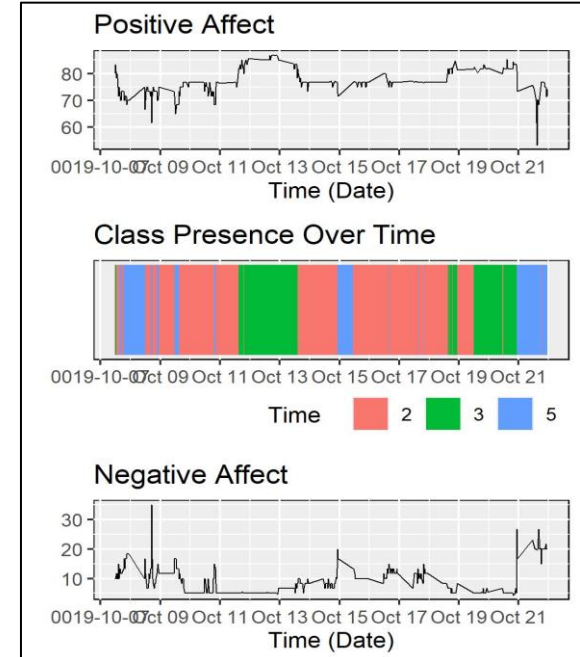 Positive Affect
80
70
60
0019-10-07 Oct 09 Oct 11 Oct 13 Oct 15 Oct 17 Oct 19 Oct 21
Time (Date)
Class Presence Over Time
0019-10-07 Oct 09 Oct 11 Oct 13 Oct 15 Oct 17 Oct 19 Oct 21
Time 2 3 5
Negative Affect
30
20
10
0019-10-07 Oct 09 Oct 11 Oct 13 Oct 15 Oct 17 Oct 19 Oct 21
Time (Date)